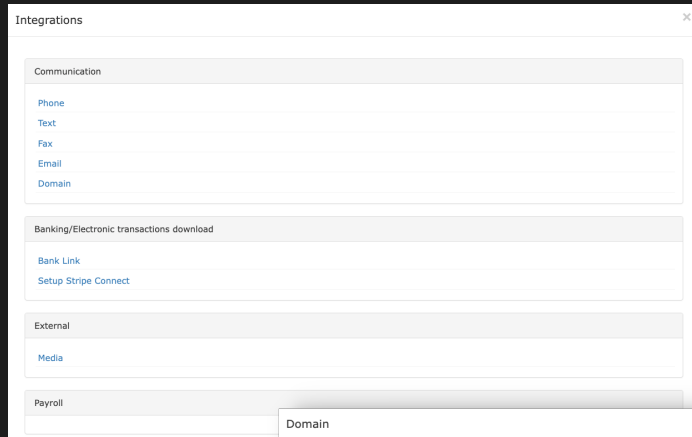 Integrations
×
Communication
Phone
Text
Fax
Email
Domain
Banking/Electronic transactions download
Bank Link
Setup Stripe Connect
External
Media
Payroll
Domain